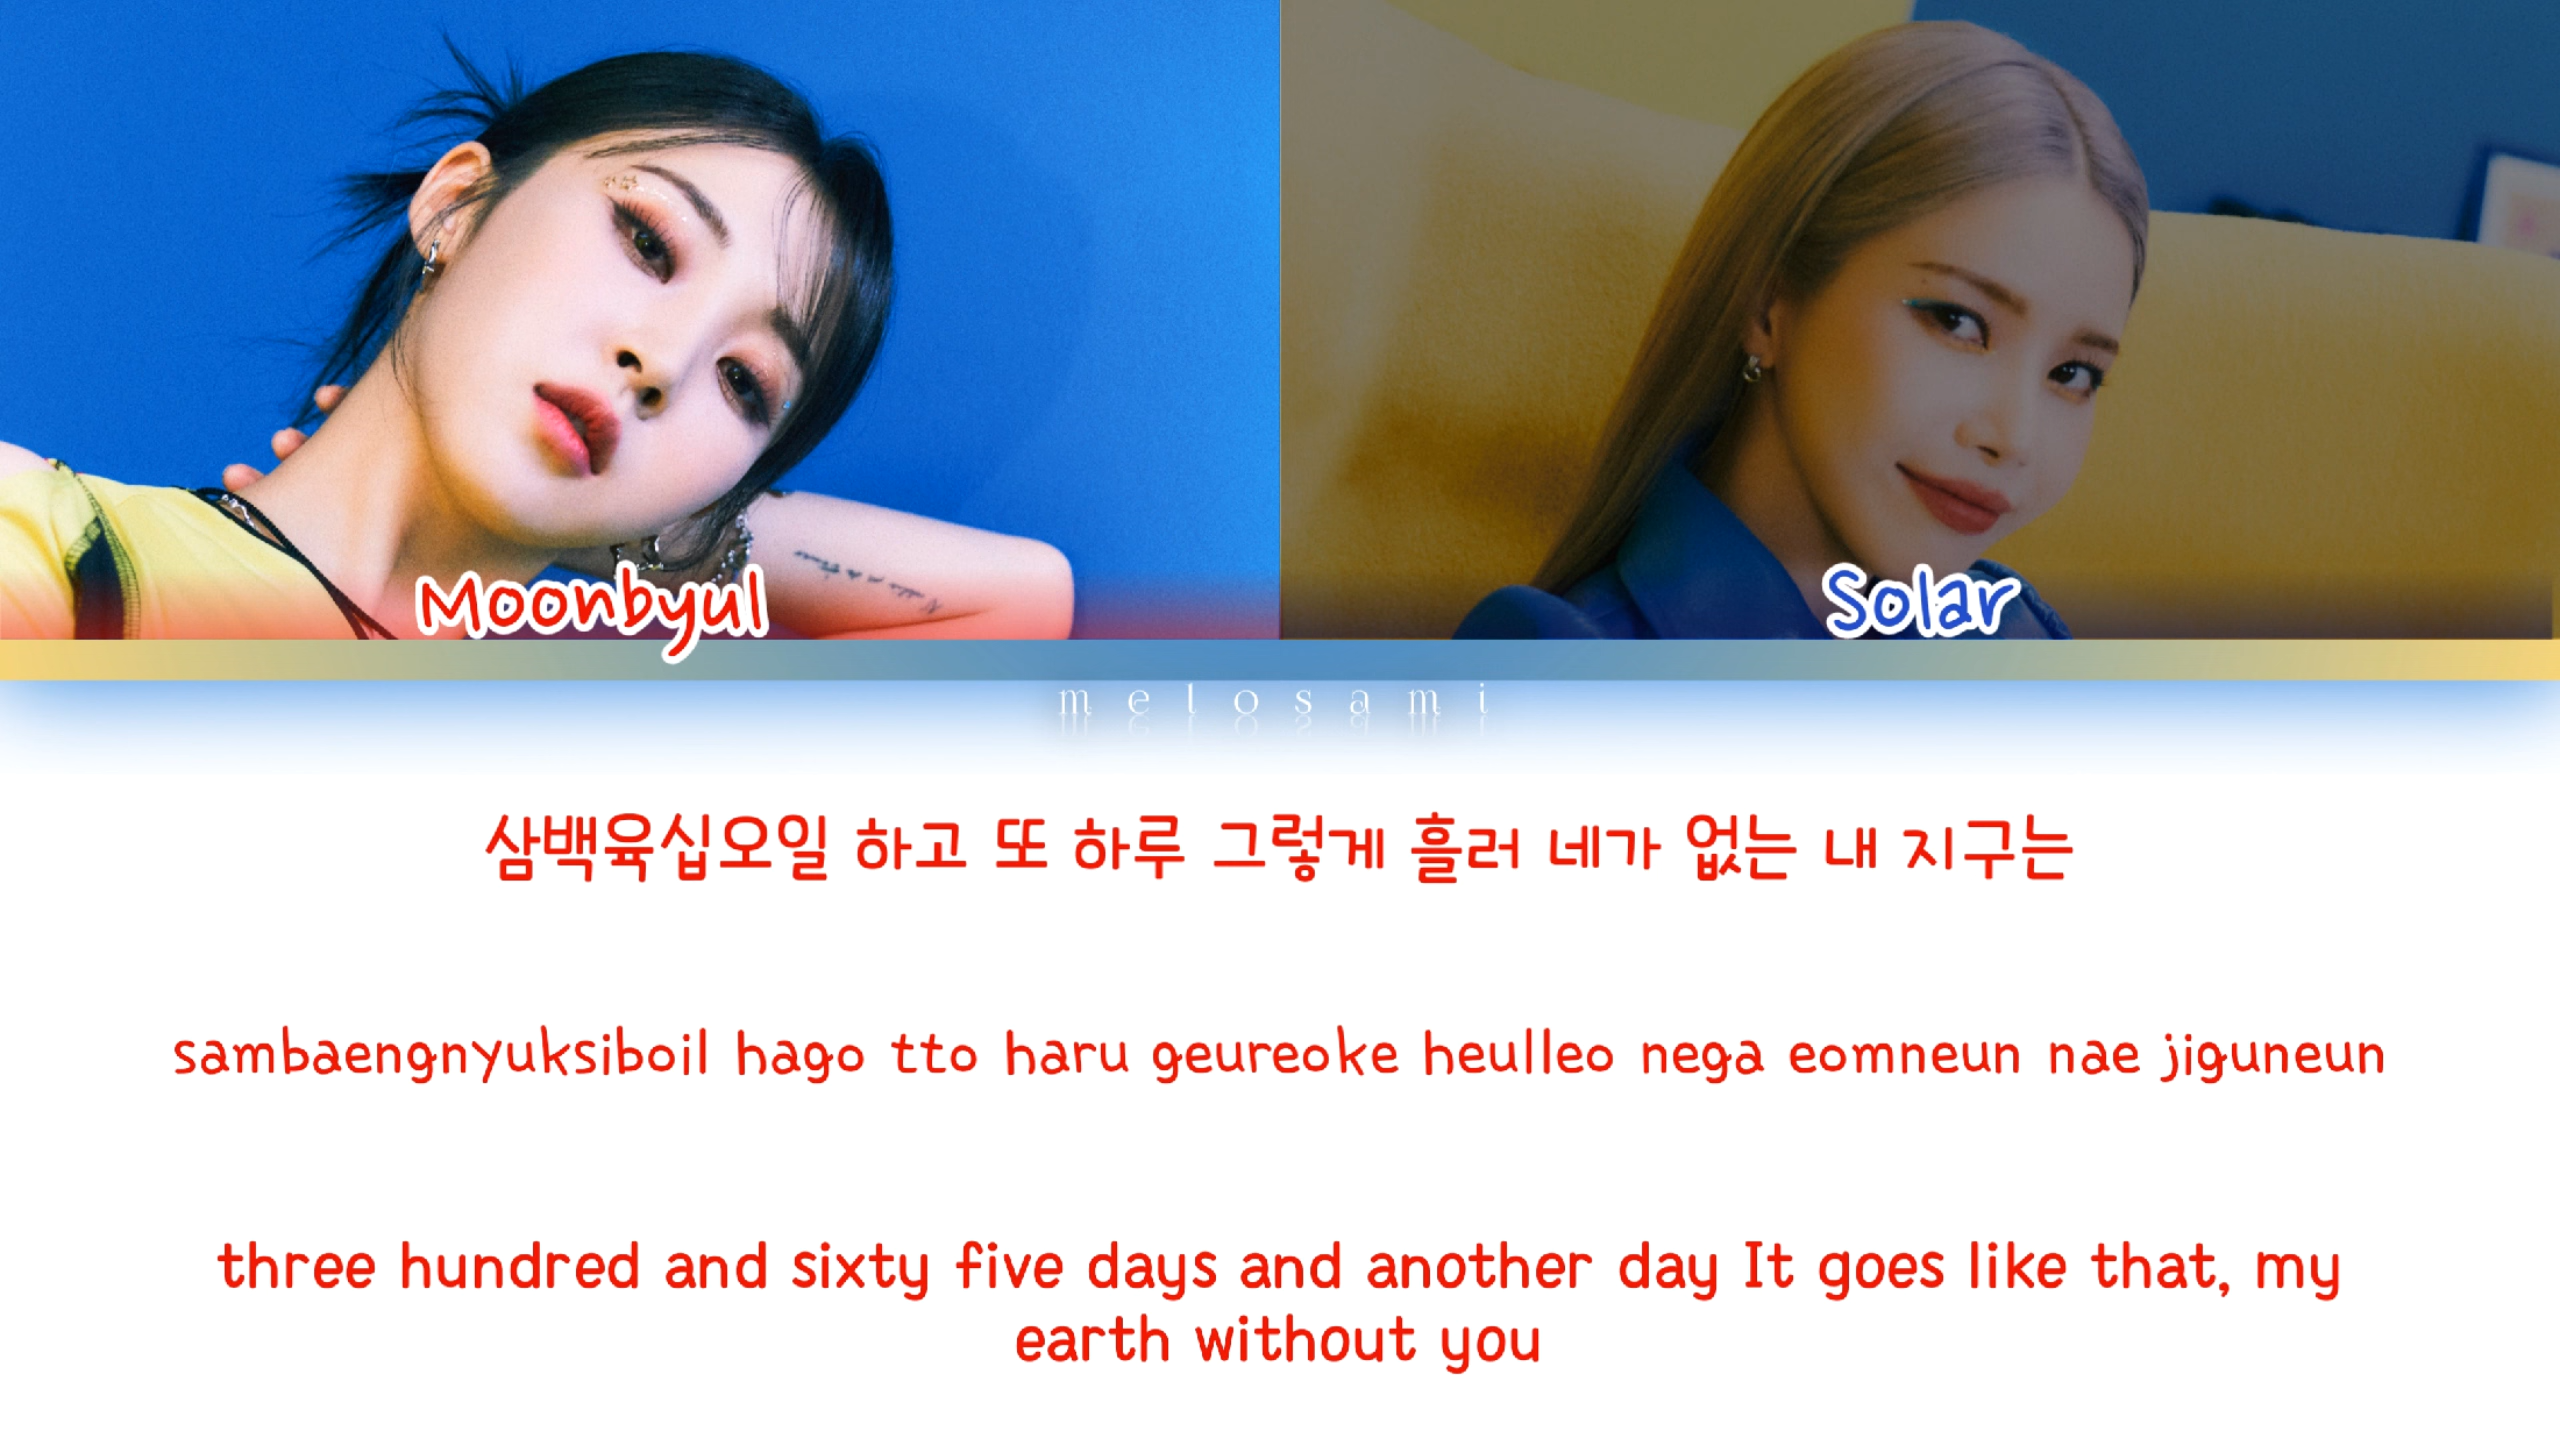 Moonbyul
Solar
melosami
삼백육십오일 하고 또 하루 그렇게 흘러 네가 없는 내 지구는
sambaengnyuksiboil hago tto haru geureoke heulleo nega eomneun nae jiguneun
three hundred and sixty five days and another day It goes like that, my
earth without you